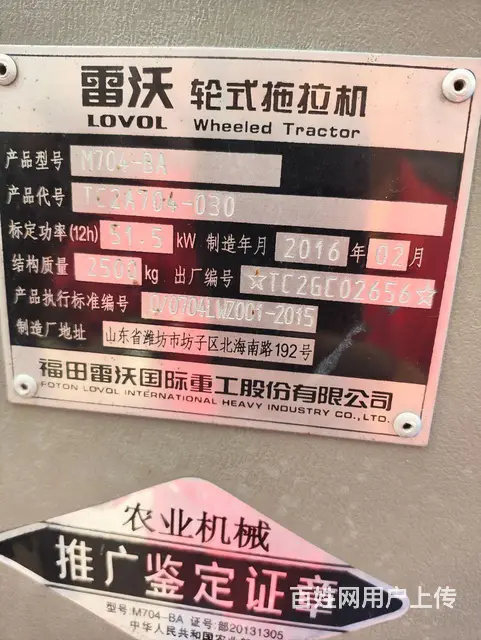 雷沃 轮式拖拉机
LOVOL Wheeled Tractor
产品型号 M704-BA
产品代号 TC2A704-030
标定功率(12h) 51.5 kW 制造年月 2016 年 02 月
结构质量 2500 kg 出厂编号 ☆TC2GC02656☆
产品执行标准编号 Q/0704LWZ001-2015
制造厂地址 山东省潍坊市坊子区北海南路192号
福田雷沃国际重工股份有限公司
FOTON LOVOL INTERNATIONAL HEAVY INDUSTRY CO.,LTD.
农业机械
推广鉴定证章
型号:M704-BA 证号:部20131305
中华人民共和国农业部
百姓网用户上传